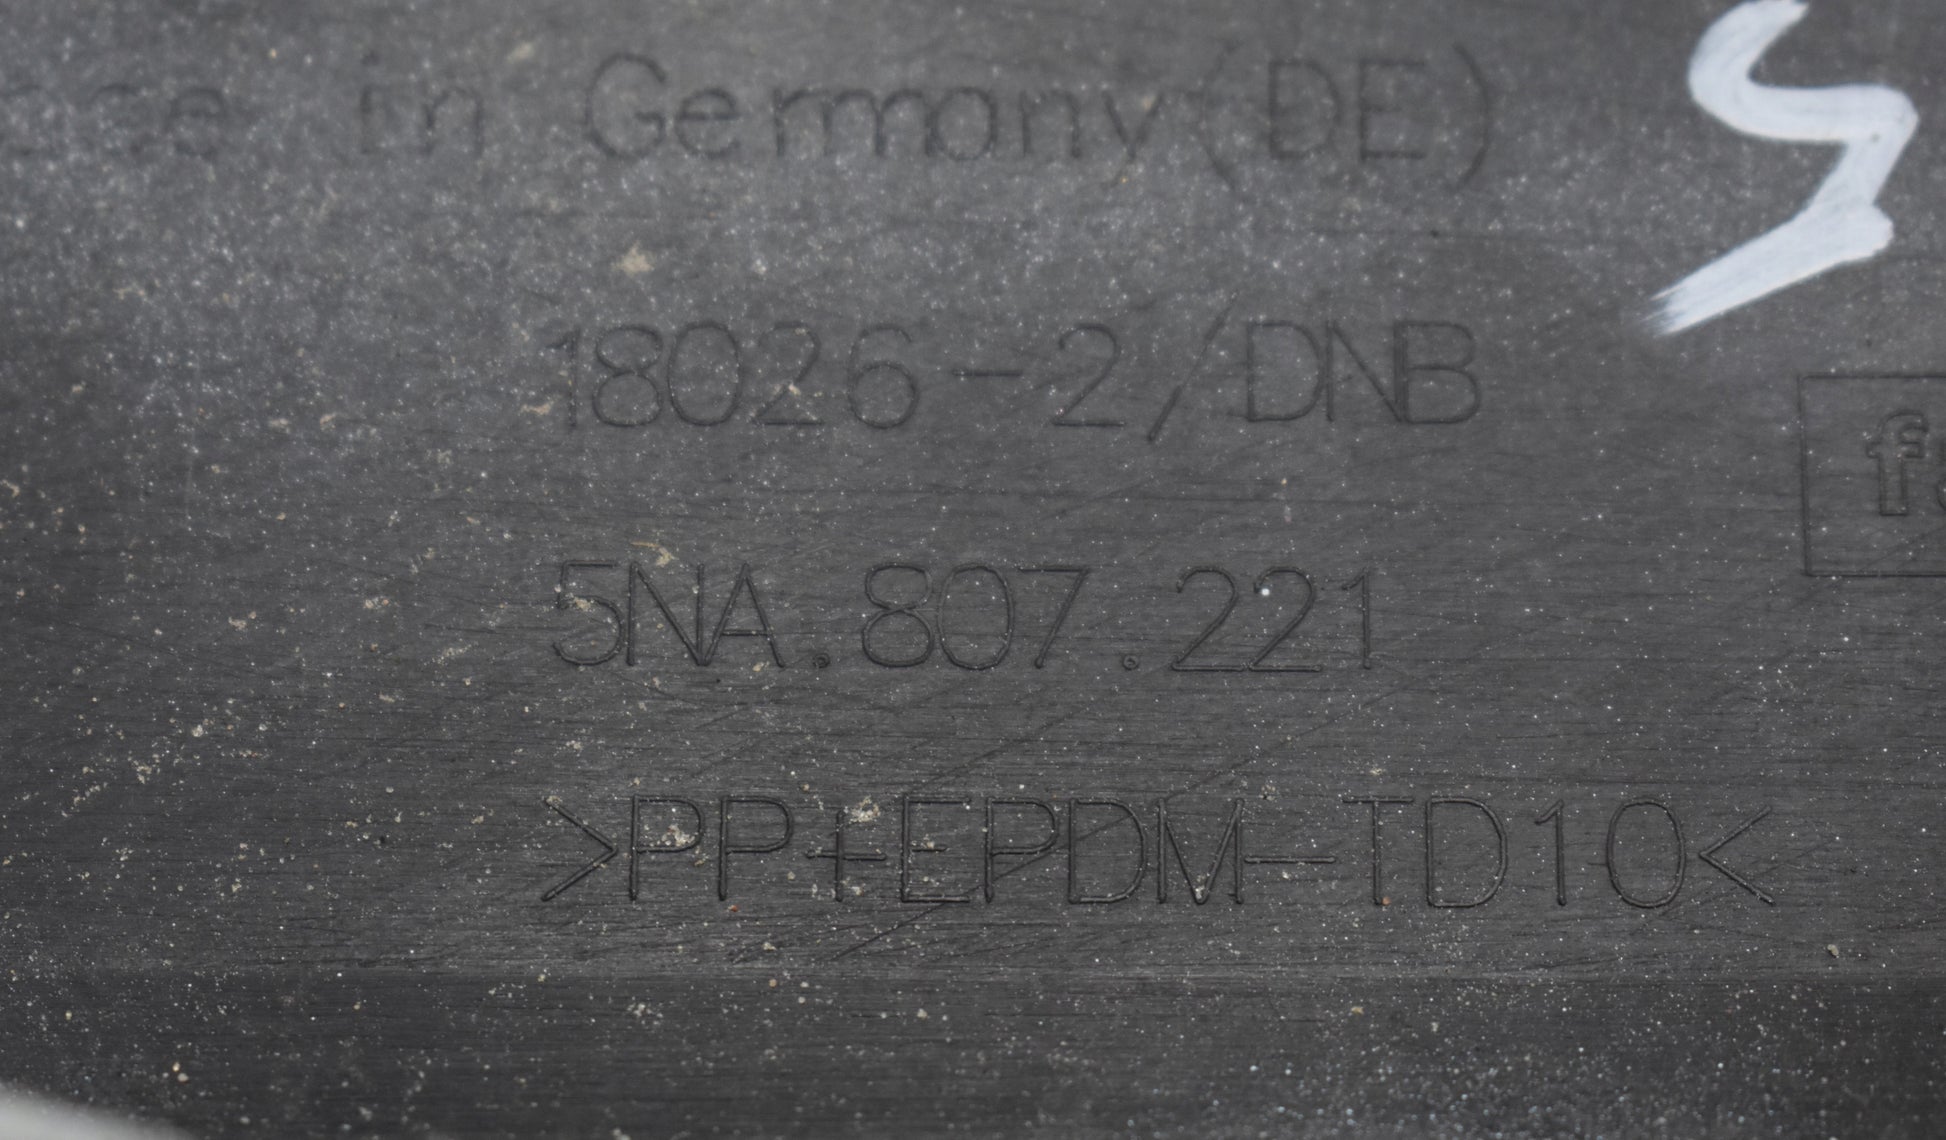 in Germany(DE)
18026-2/DNB
5NA.807.221
>PP+EPDM-TD10<